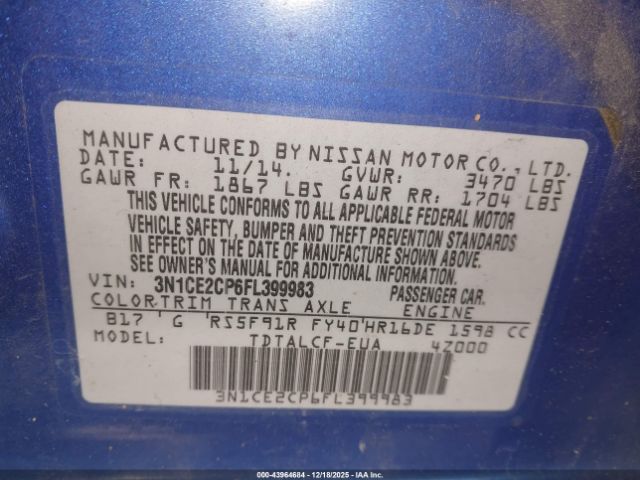 MANUFACTURED BY NISSAN MOTOR CO., LTD.
DATE: 11/14. GVWR: 3470 LBS
GAWR FR: 1867 LBS GAWR RR: 1704 LBS
THIS VEHICLE CONFORMS TO ALL APPLICABLE FEDERAL MOTOR
VEHICLE SAFETY, BUMPER AND THEFT PREVENTION STANDARDS
IN EFFECT ON THE DATE OF MANUFACTURE SHOWN ABOVE.
SEE OWNER'S MANUAL FOR ADDITIONAL INFORMATION.
VIN: 3N1CE2CP6FL399983 PASSENGER CAR.
COLOR TRIM TRANS AXLE ENGINE
B17 ' G 'RS5F91R FY40'HR16DE 1598 CC
MODEL: TDTALCF-EUA 4Z000
3N1CE2CP6FL399983
000-43964684 | 12/18/2025 - IAA Inc.